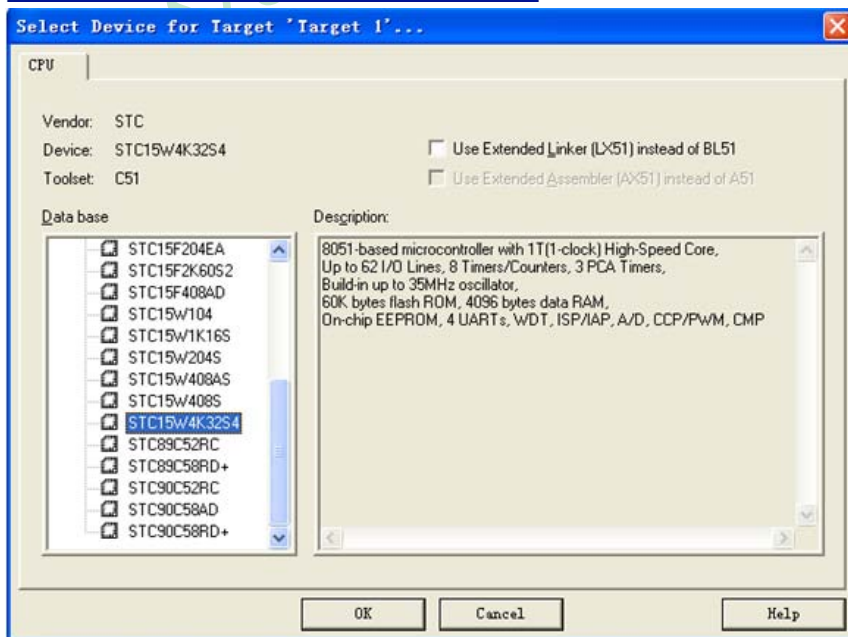 Select Device for Target 'Target 1'...
CPU
Vendor: STC
Device: STC15W4K32S4
Toolset: C51
Use Extended Linker (LX51) instead of BL51
Use Extended Assembler (AX51) instead of A51
Data base
STC15F204EA
STC15F2K60S2
STC15F408AD
STC15W104
STC15W1K16S
STC15W204S
STC15W408AS
STC15W408S
STC15W4K32S4
STC89C52RC
STC89C58RD+
STC90C52RC
STC90C58AD
STC90C58RD+
Description:
8051-based microcontroller with 1T(1-clock) High-Speed Core,
Up to 62 I/O Lines, 8 Timers/Counters, 3 PCA Timers,
Build-in up to 35MHz oscillator,
60K bytes flash ROM, 4096 bytes data RAM,
On-chip EEPROM, 4 UARTs, WDT, ISP/IAP, A/D, CCP/PWM, CMP
OK
Cancel
Help